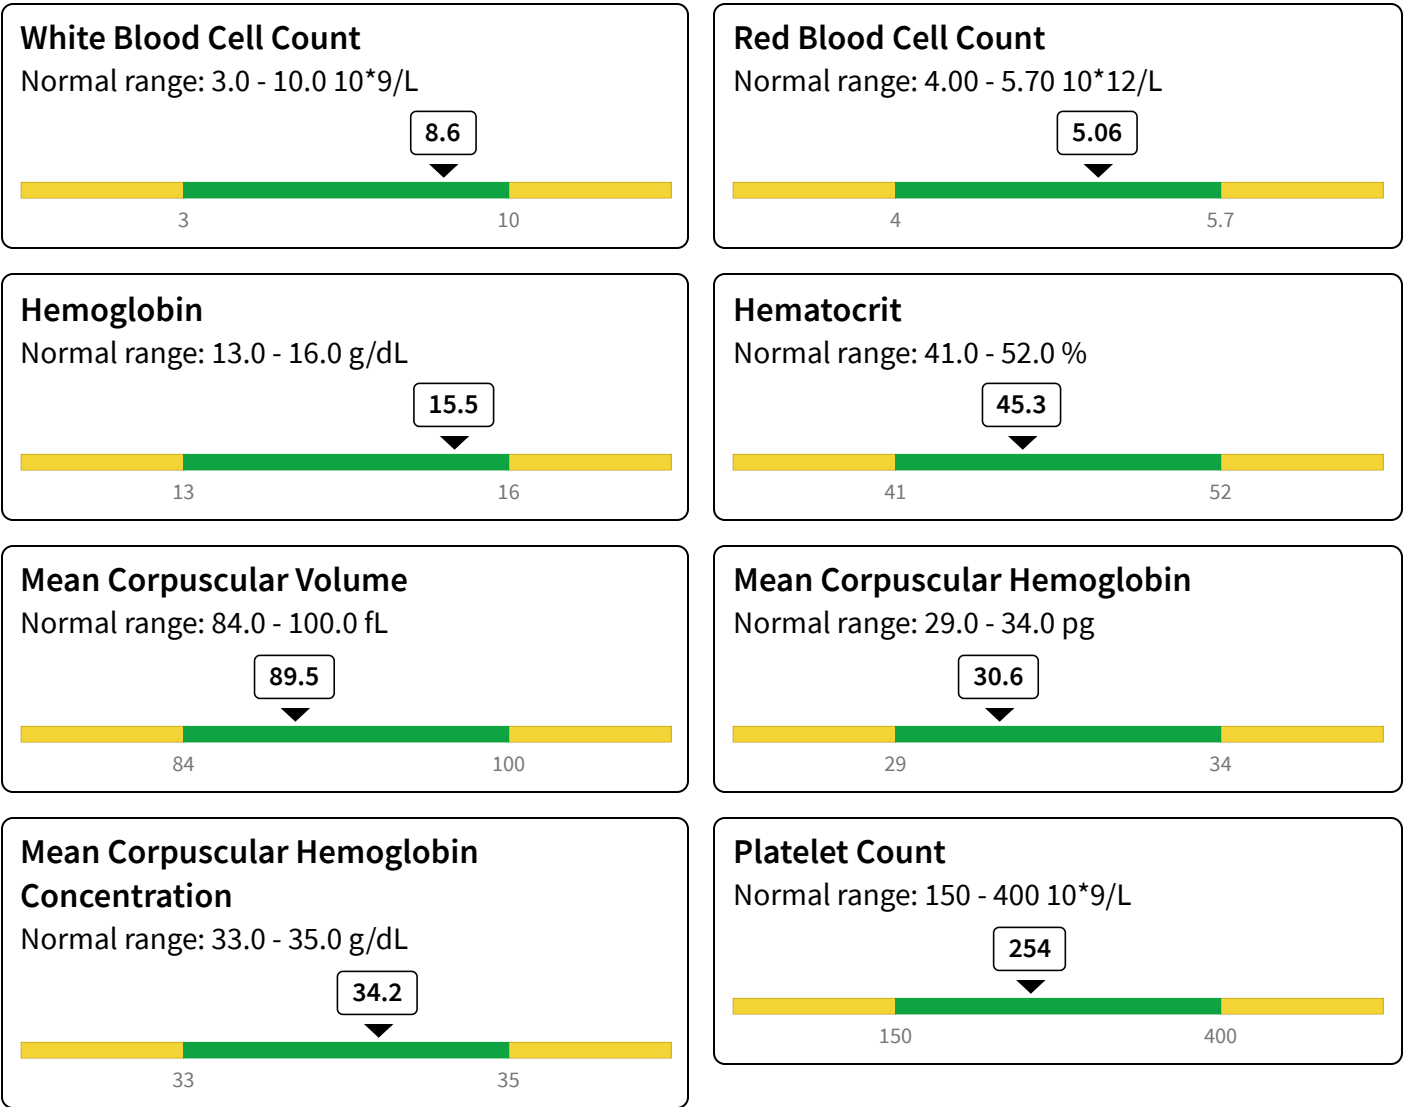 White Blood Cell Count
Normal range: 3.0 - 10.0 10*9/L
8.6
3 10
Red Blood Cell Count
Normal range: 4.00 - 5.70 10*12/L
5.06
4 5.7
Hemoglobin
Normal range: 13.0 - 16.0 g/dL
15.5
13 16
Hematocrit
Normal range: 41.0 - 52.0 %
45.3
41 52
Mean Corpuscular Volume
Normal range: 84.0 - 100.0 fL
89.5
84 100
Mean Corpuscular Hemoglobin
Normal range: 29.0 - 34.0 pg
30.6
29 34
Mean Corpuscular Hemoglobin
Concentration
Normal range: 33.0 - 35.0 g/dL
34.2
33 35
Platelet Count
Normal range: 150 - 400 10*9/L
254
150 400